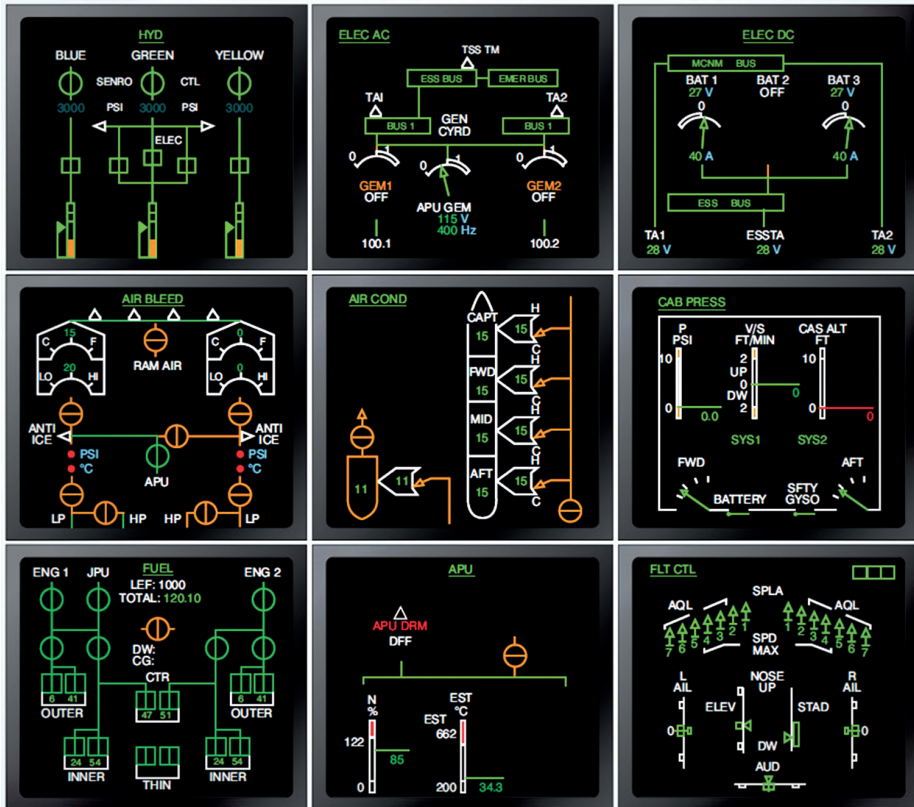 HYD
BLUE GREEN YELLOW
SENRO CTL
3000 3000 3000
PSI PSI
ELEC
ELEC AC
TSS TM
ESS BUS EMER BUS
TAI TA2
GEN
BUS 1 CYRD BUS 1
0 1 0 1 0 1
GEM1 GEM2
OFF OFF
APU GEM
115 V
400 Hz
100.1 100.2
ELEC DC
MCNM BUS
BAT 1 BAT 2 BAT 3
27 V OFF 27 V
0 0
40 A 40 A
ESS BUS
TA1 ESSTA TA2
28 V 28 V 28 V
AIR BLEED
15 0
C F C F
RAM AIR
20 0
LO HI LO HI
ANTI ICE ANTI ICE
PSI PSI
°C °C
APU
LP HP HP LP
AIR COND
CAPT H
15 15
C
FWD H
15 15
C
MID H
15 15
C
11 11
AFT H
15 15
C
CAB PRESS
P V/S CAS ALT
PSI FT/MIN FT
10 2 10
UP
0 0
DW
0 0.0 2 0 0
SYS1 SYS2
FWD AFT
BATTERY SFTY
GYSO
FUEL
ENG 1 JPU ENG 2
LEF: 1000
TOTAL: 120.10
DW:
CG:
CTR
6 41 6 41
OUTER 47 51 OUTER
24 54 24 54
INNER THIN INNER
APU
APU DRM
DFF
N EST
% °C
EST
122 662
85
0 200 34.3
FLT CTL
SPLA
AQL AQL
7 6 5 4 3 2 1 1 2 3 4 5 6 7
SPD
MAX
L NOSE R
AIL UP AIL
ELEV STAD
0 0
DW
AUD